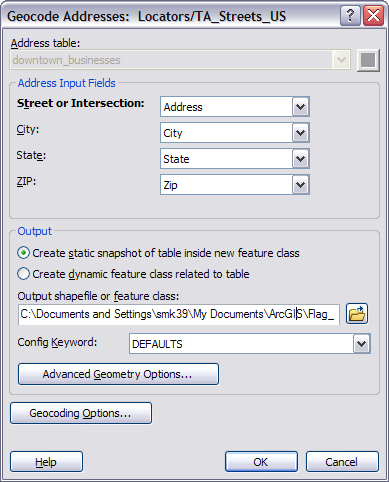 Geocode Addresses: Locators/TA_Streets_US
Address table:
downtown_businesses
Address Input Fields
Street or Intersection: Address
City: City
State: State
ZIP: Zip
Output
Create static snapshot of table inside new feature class
Create dynamic feature class related to table
Output shapefile or feature class:
C:\Documents and Settings\smk39\My Documents\ArcGIS\Flag_
Config Keyword: DEFAULTS
Advanced Geometry Options...
Geocoding Options...
Help OK Cancel